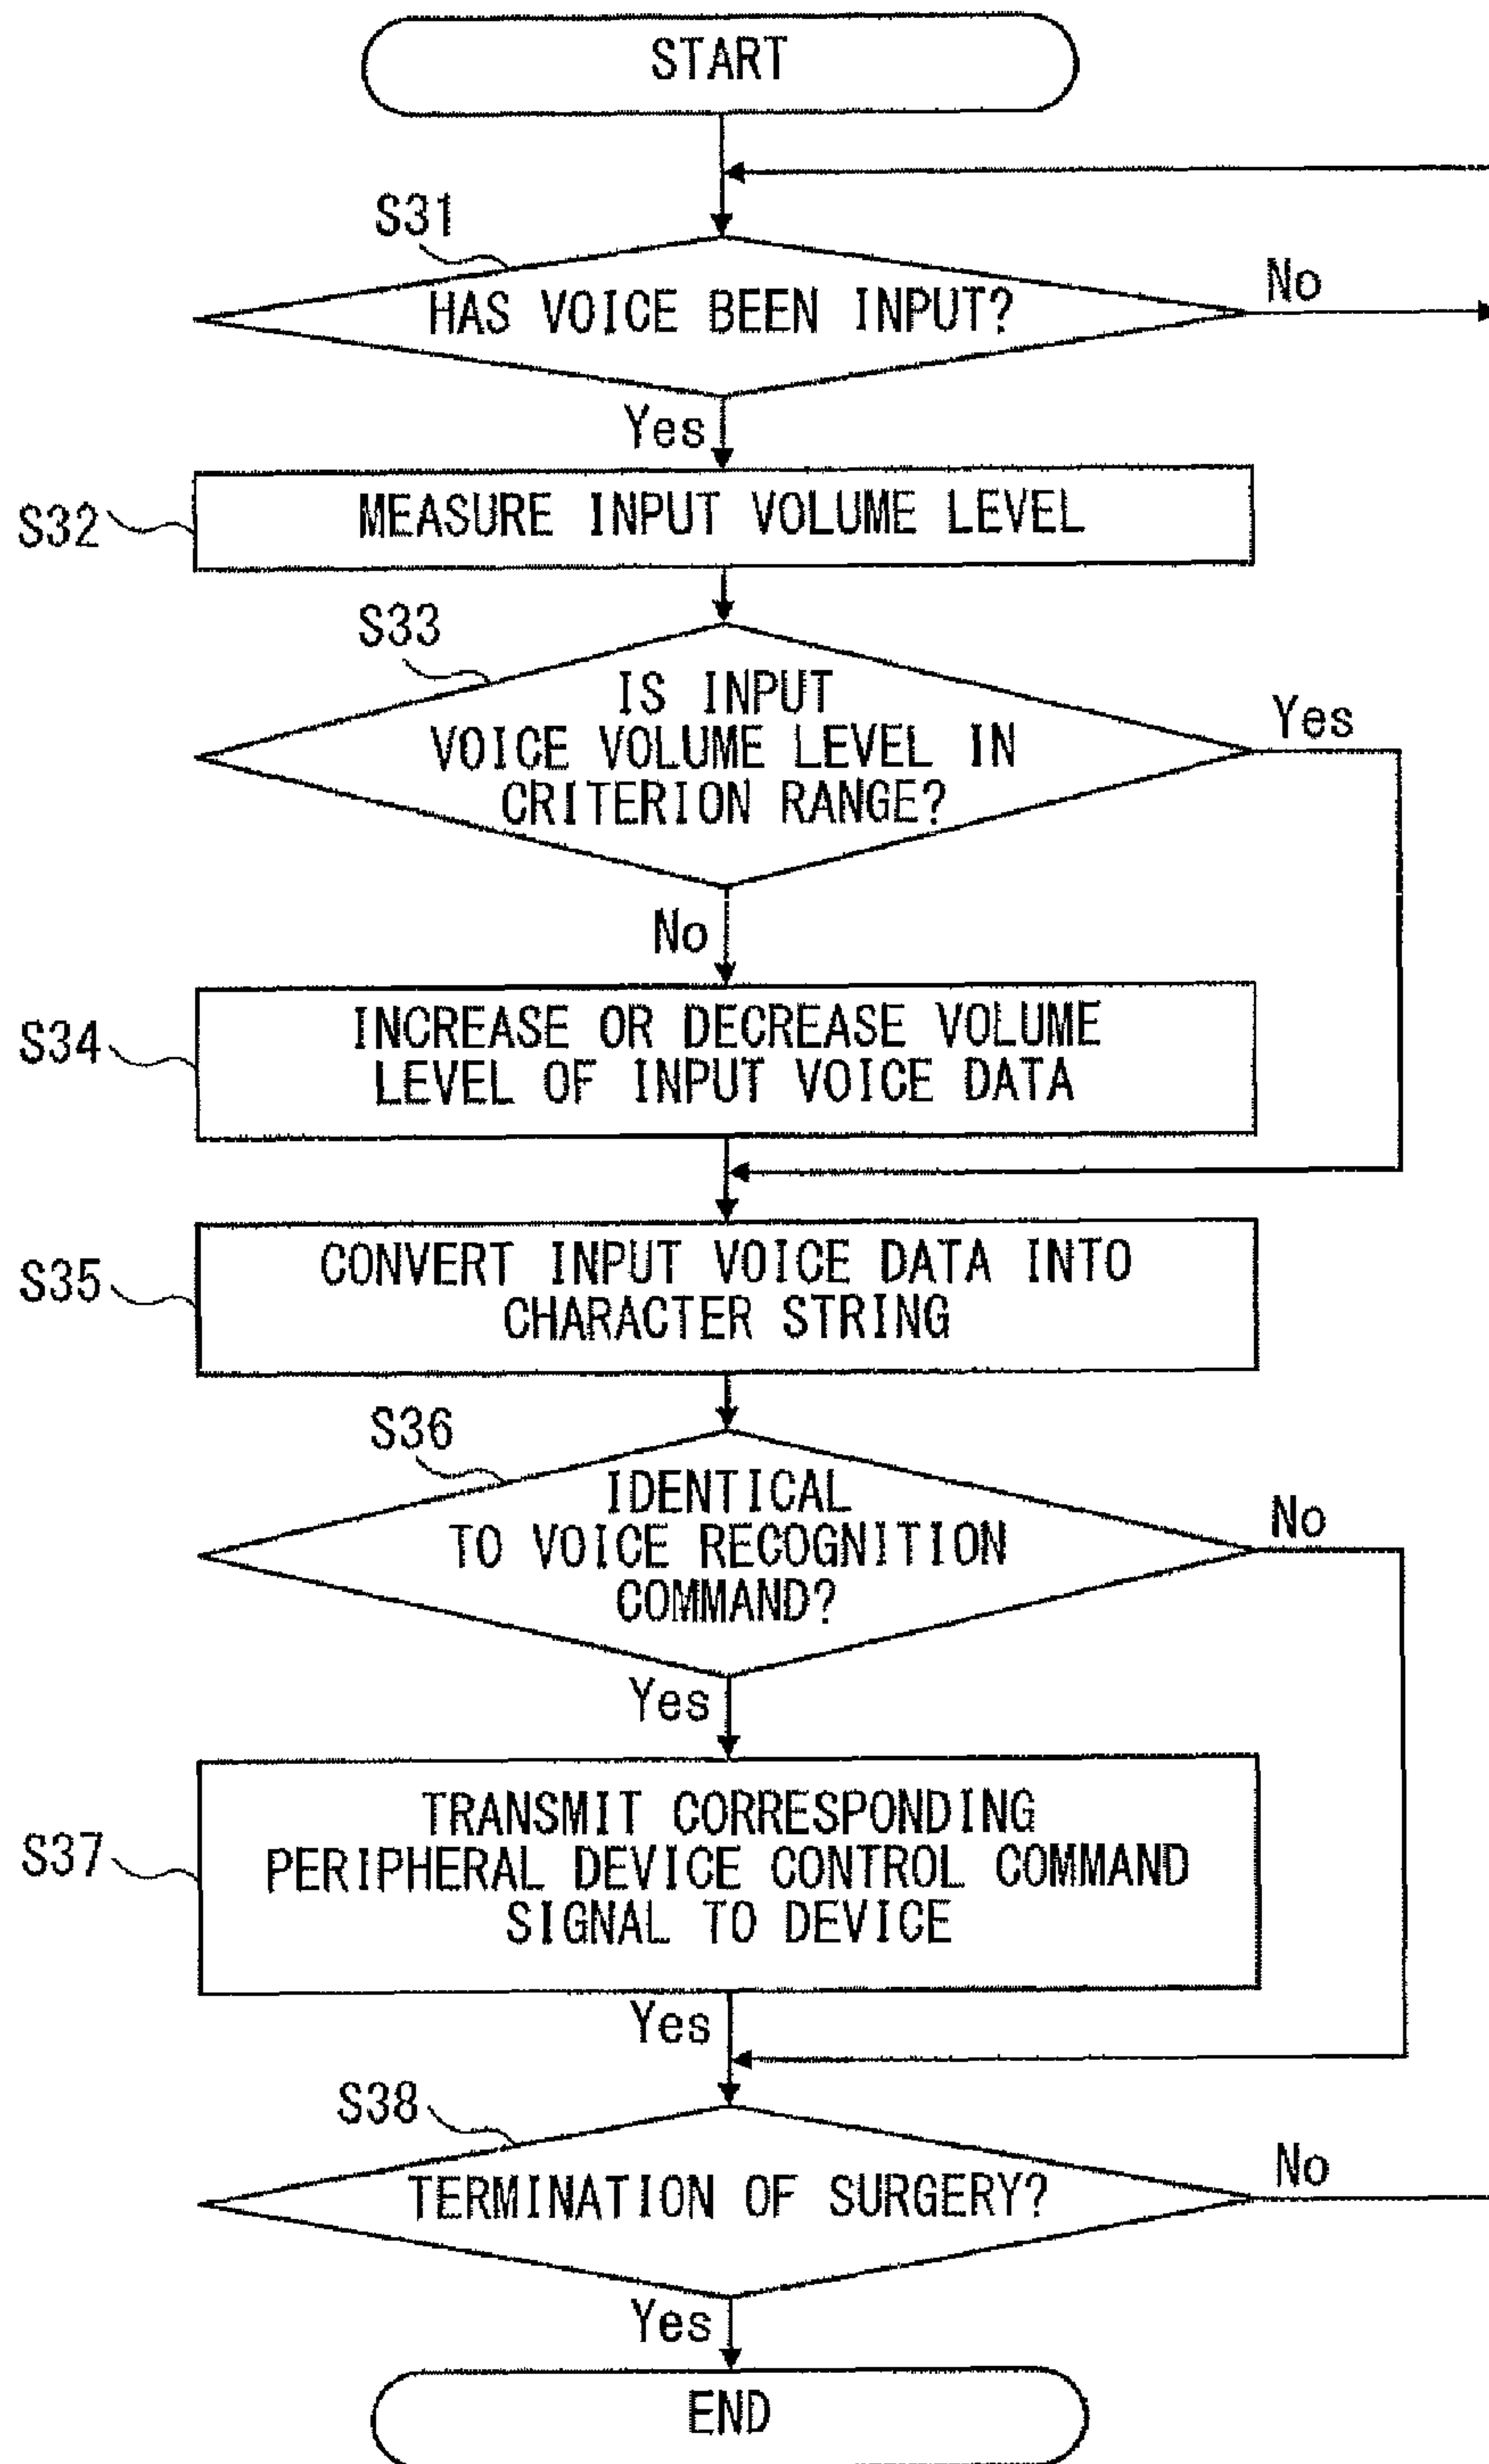 START
S31
HAS VOICE BEEN INPUT?
No
Yes
S32
MEASURE INPUT VOLUME LEVEL
S33
IS INPUT
VOICE VOLUME LEVEL IN
CRITERION RANGE?
Yes
No
S34
INCREASE OR DECREASE VOLUME
LEVEL OF INPUT VOICE DATA
S35
CONVERT INPUT VOICE DATA INTO
CHARACTER STRING
S36
IDENTICAL
TO VOICE RECOGNITION
COMMAND?
No
Yes
S37
TRANSMIT CORRESPONDING
PERIPHERAL DEVICE CONTROL COMMAND
SIGNAL TO DEVICE
Yes
S38
TERMINATION OF SURGERY?
No
Yes
END